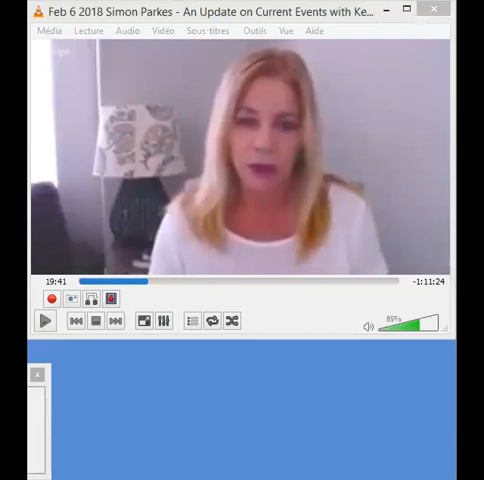 Feb 6 2018 Simon Parkes - An Update on Current Events with Ke...
Média Lecture Audio Vidéo Sous-titres Outils Vue Aide
19:41 -1:11:24
85%